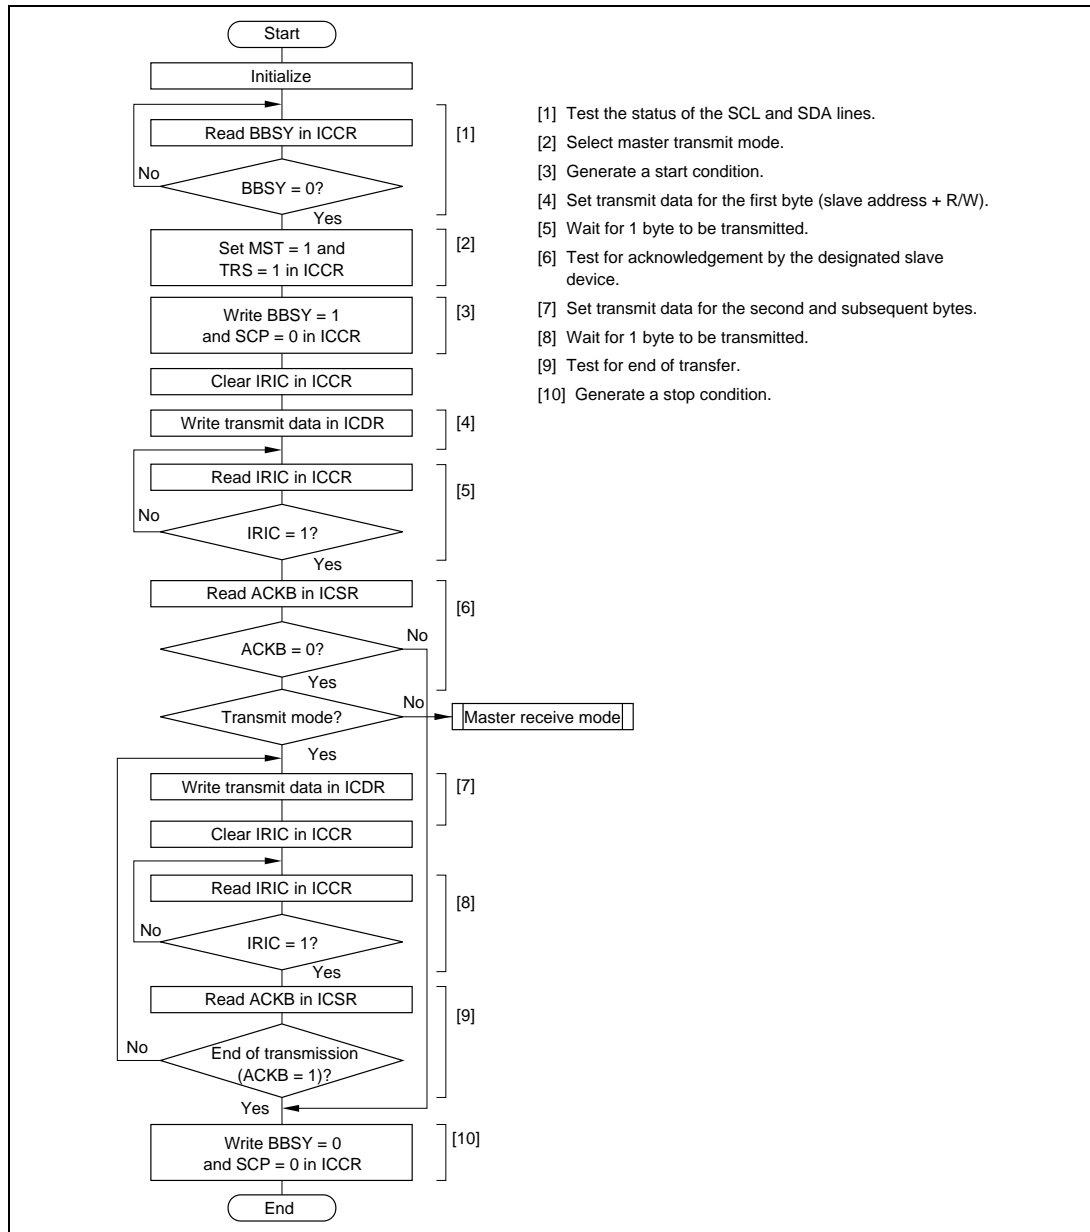 Start
Initialize
Read BBSY in ICCR
[1]
No
BBSY = 0?
Yes
Set MST = 1 and
TRS = 1 in ICCR
[2]
Write BBSY = 1
and SCP = 0 in ICCR
[3]
Clear IRIC in ICCR
Write transmit data in ICDR
[4]
Read IRIC in ICCR
[5]
No
IRIC = 1?
Yes
Read ACKB in ICSR
[6]
No
ACKB = 0?
Yes
No
Transmit mode?
Master receive mode
Yes
Write transmit data in ICDR
[7]
Clear IRIC in ICCR
Read IRIC in ICCR
[8]
No
IRIC = 1?
Yes
Read ACKB in ICSR
[9]
No
End of transmission
(ACKB = 1)?
Yes
Write BBSY = 0
and SCP = 0 in ICCR
[10]
End
[1] Test the status of the SCL and SDA lines.
[2] Select master transmit mode.
[3] Generate a start condition.
[4] Set transmit data for the first byte (slave address + R/W).
[5] Wait for 1 byte to be transmitted.
[6] Test for acknowledgement by the designated slave
device.
[7] Set transmit data for the second and subsequent bytes.
[8] Wait for 1 byte to be transmitted.
[9] Test for end of transfer.
[10] Generate a stop condition.